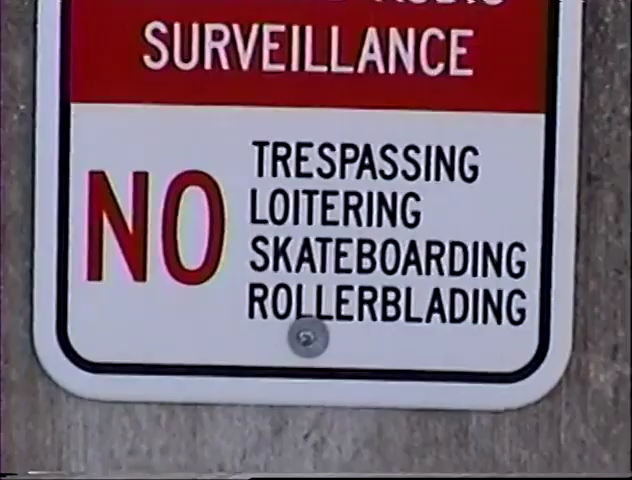 SURVEILLANCE
NO
TRESPASSING
LOITERING
SKATEBOARDING
ROLLERBLADING